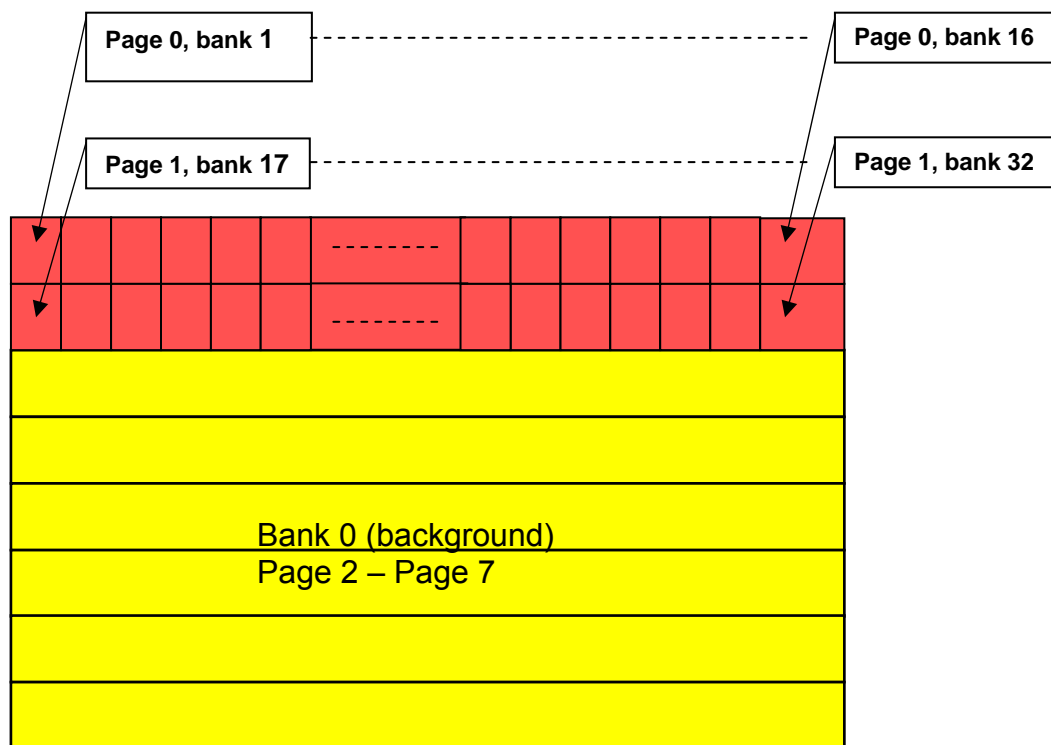 Page 0, bank 1
Page 0, bank 16
Page 1, bank 17
Page 1, bank 32
Bank 0 (background)
Page 2 – Page 7